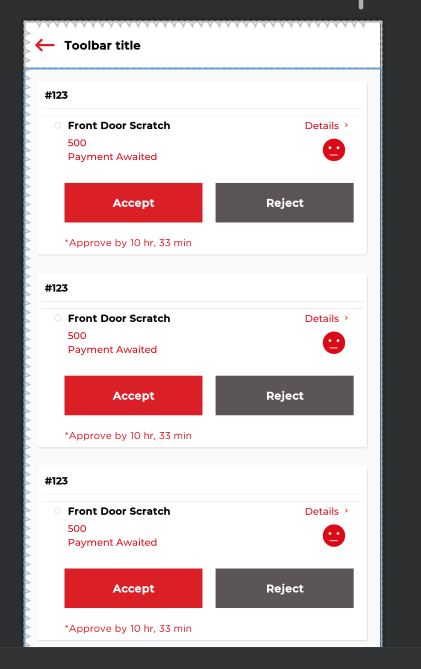 Toolbar title
#123
Front Door Scratch Details
500
Payment Awaited
Accept Reject
*Approve by 10 hr, 33 min
#123
Front Door Scratch Details
500
Payment Awaited
Accept Reject
*Approve by 10 hr, 33 min
#123
Front Door Scratch Details
500
Payment Awaited
Accept Reject
*Approve by 10 hr, 33 min